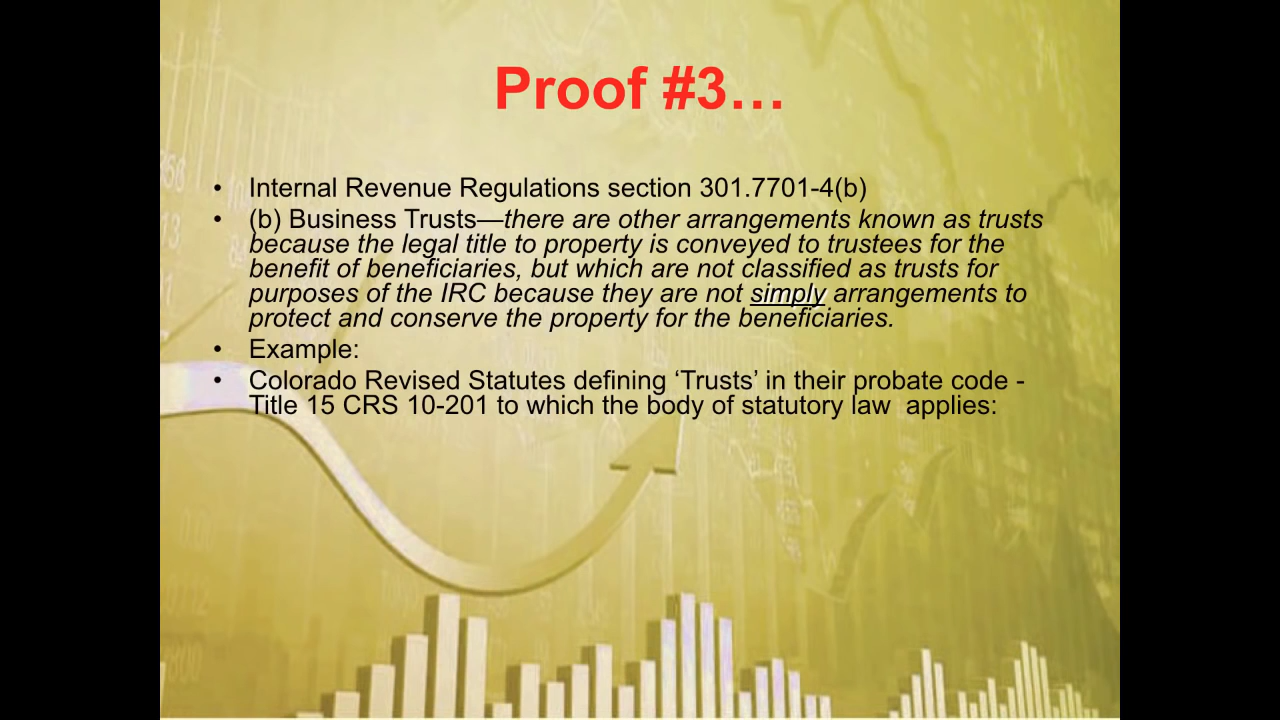 Proof #3…
• Internal Revenue Regulations section 301.7701-4(b)
• (b) Business Trusts—there are other arrangements known as trusts
because the legal title to property is conveyed to trustees for the
benefit of beneficiaries, but which are not classified as trusts for
purposes of the IRC because they are not simply arrangements to
protect and conserve the property for the beneficiaries.
• Example:
• Colorado Revised Statutes defining ‘Trusts’ in their probate code -
Title 15 CRS 10-201 to which the body of statutory law  applies: